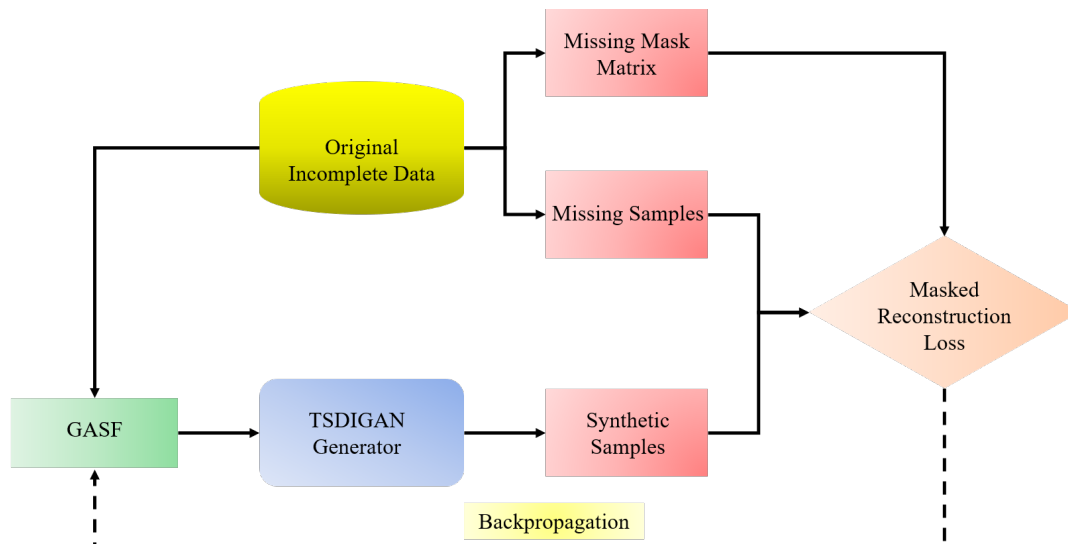 Missing Mask
Matrix
Original
Incomplete Data
Missing Samples
Masked
Reconstruction
Loss
GASF
TSDIGAN
Generator
Synthetic
Samples
Backpropagation